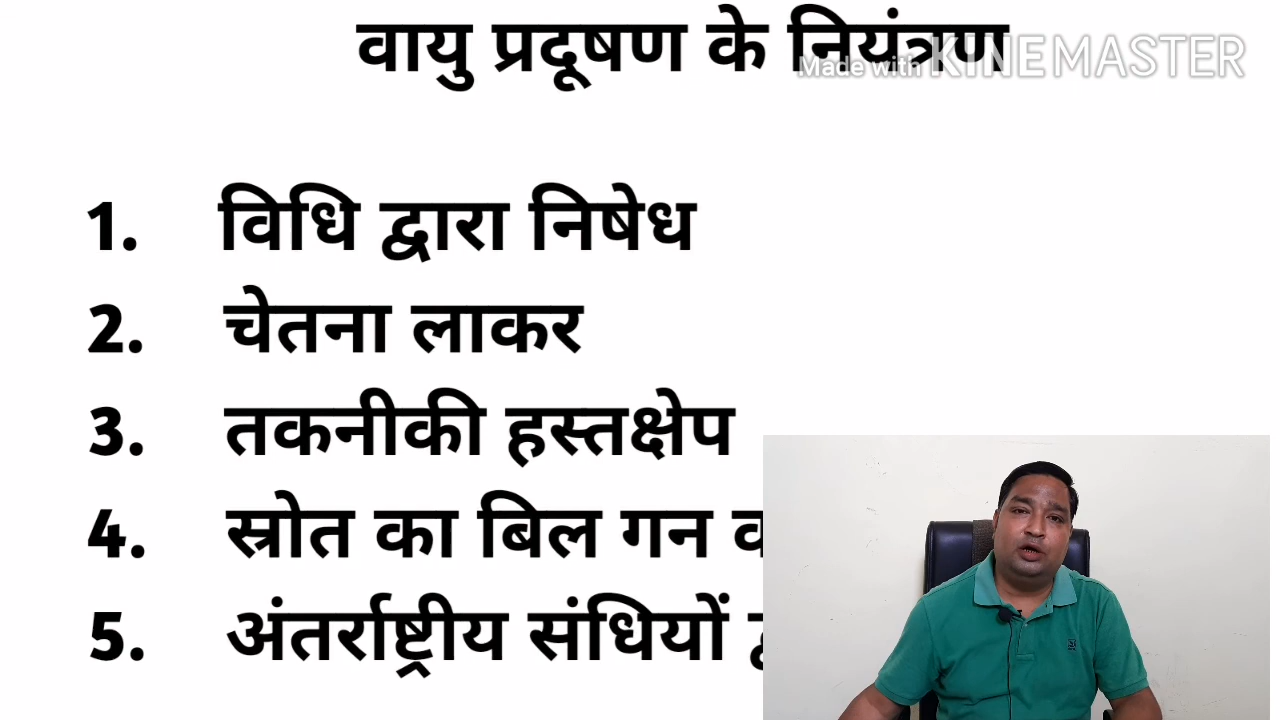 वायु प्रदूषण के नियंत्रण
Made with KINEMASTER
1. विधि द्वारा निषेध
2. चेतना लाकर
3. तकनीकी हस्तक्षेप
4. स्रोत का बिल गन
5. अंतर्राष्ट्रीय संधियों